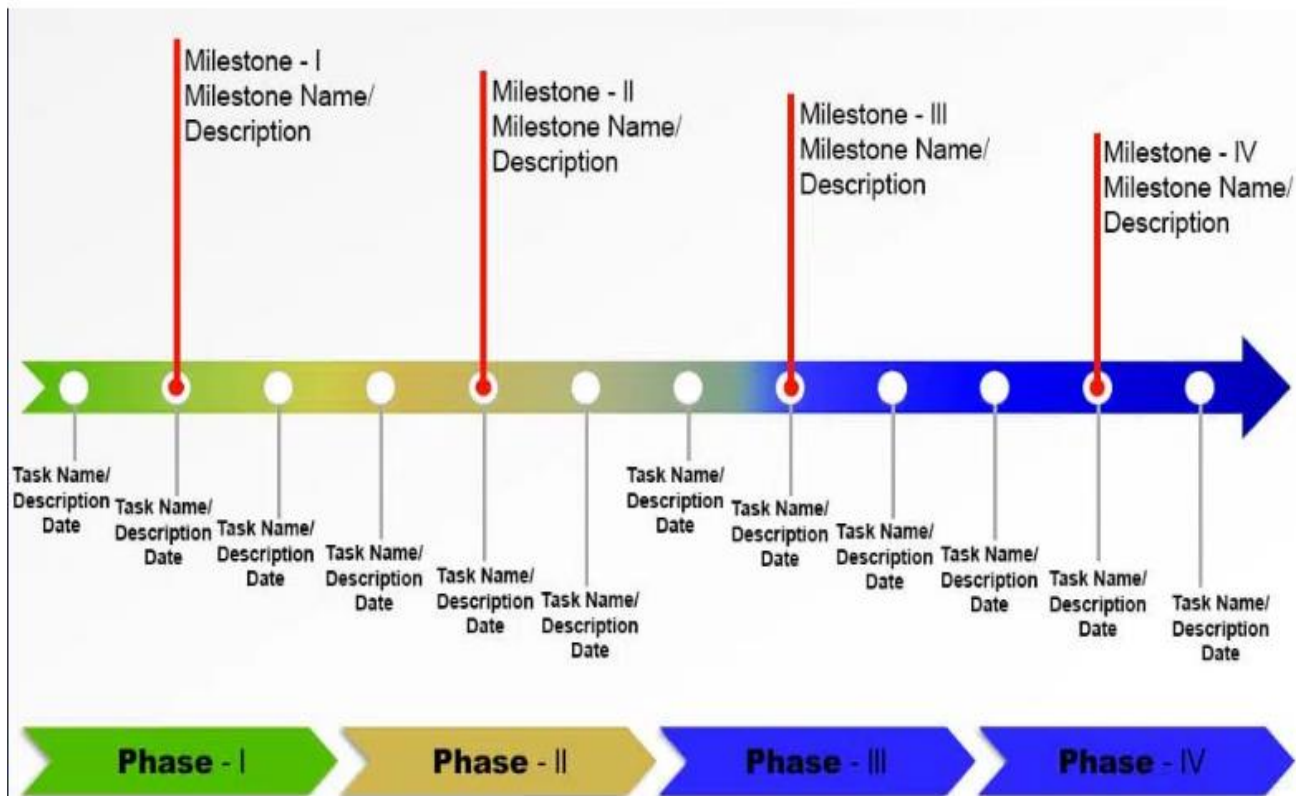 Milestone - I
Milestone Name/
Description
Milestone - II
Milestone Name/
Description
Milestone - III
Milestone Name/
Description
Milestone - IV
Milestone Name/
Description
Task Name/
Description
Date
Task Name/
Description
Date
Task Name/
Description
Date
Task Name/
Description
Date
Task Name/
Description
Date
Task Name/
Description
Date
Task Name/
Description
Date
Task Name/
Description
Date
Task Name/
Description
Date
Task Name/
Description
Date
Task Name/
Description
Date
Task Name/
Description
Date
Phase - I
Phase - II
Phase - III
Phase - IV